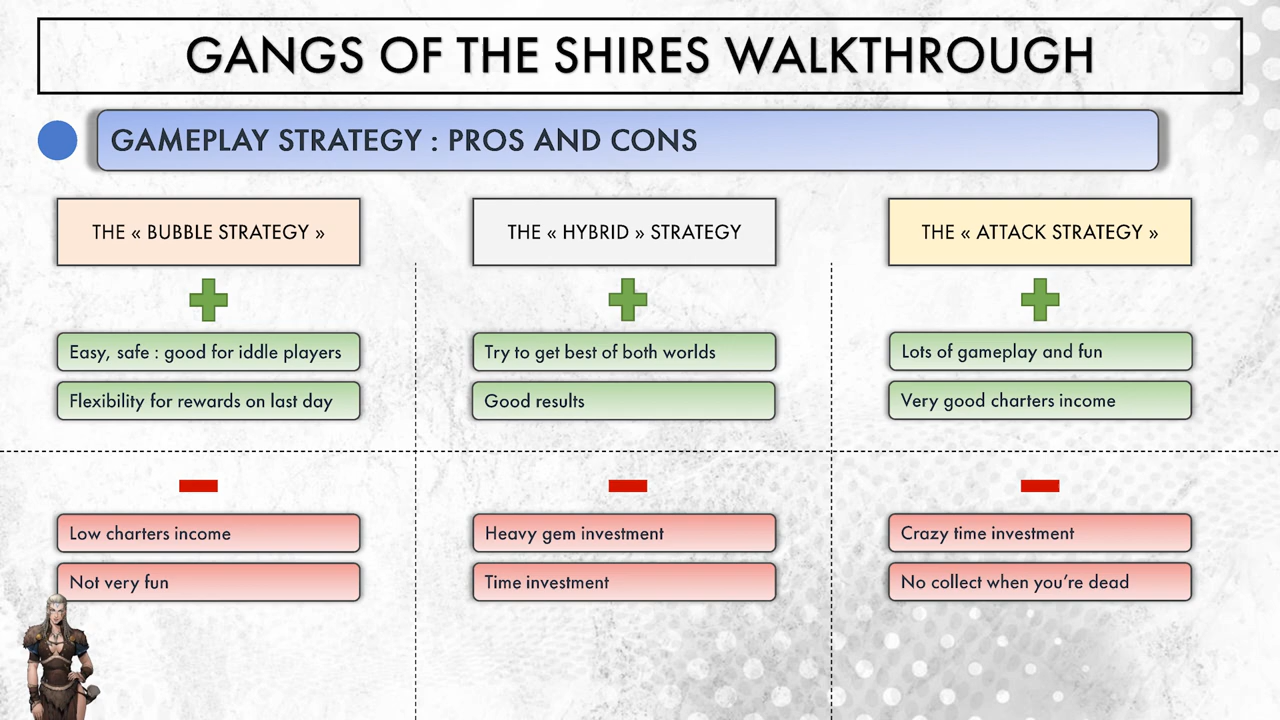 GANGS OF THE SHIRES WALKTHROUGH
GAMEPLAY STRATEGY : PROS AND CONS
THE « BUBBLE STRATEGY »
Easy, safe : good for iddle players
Flexibility for rewards on last day
Low charters income
Not very fun
THE « HYBRID » STRATEGY
Try to get best of both worlds
Good results
Heavy gem investment
Time investment
THE « ATTACK STRATEGY »
Lots of gameplay and fun
Very good charters income
Crazy time investment
No collect when you're dead